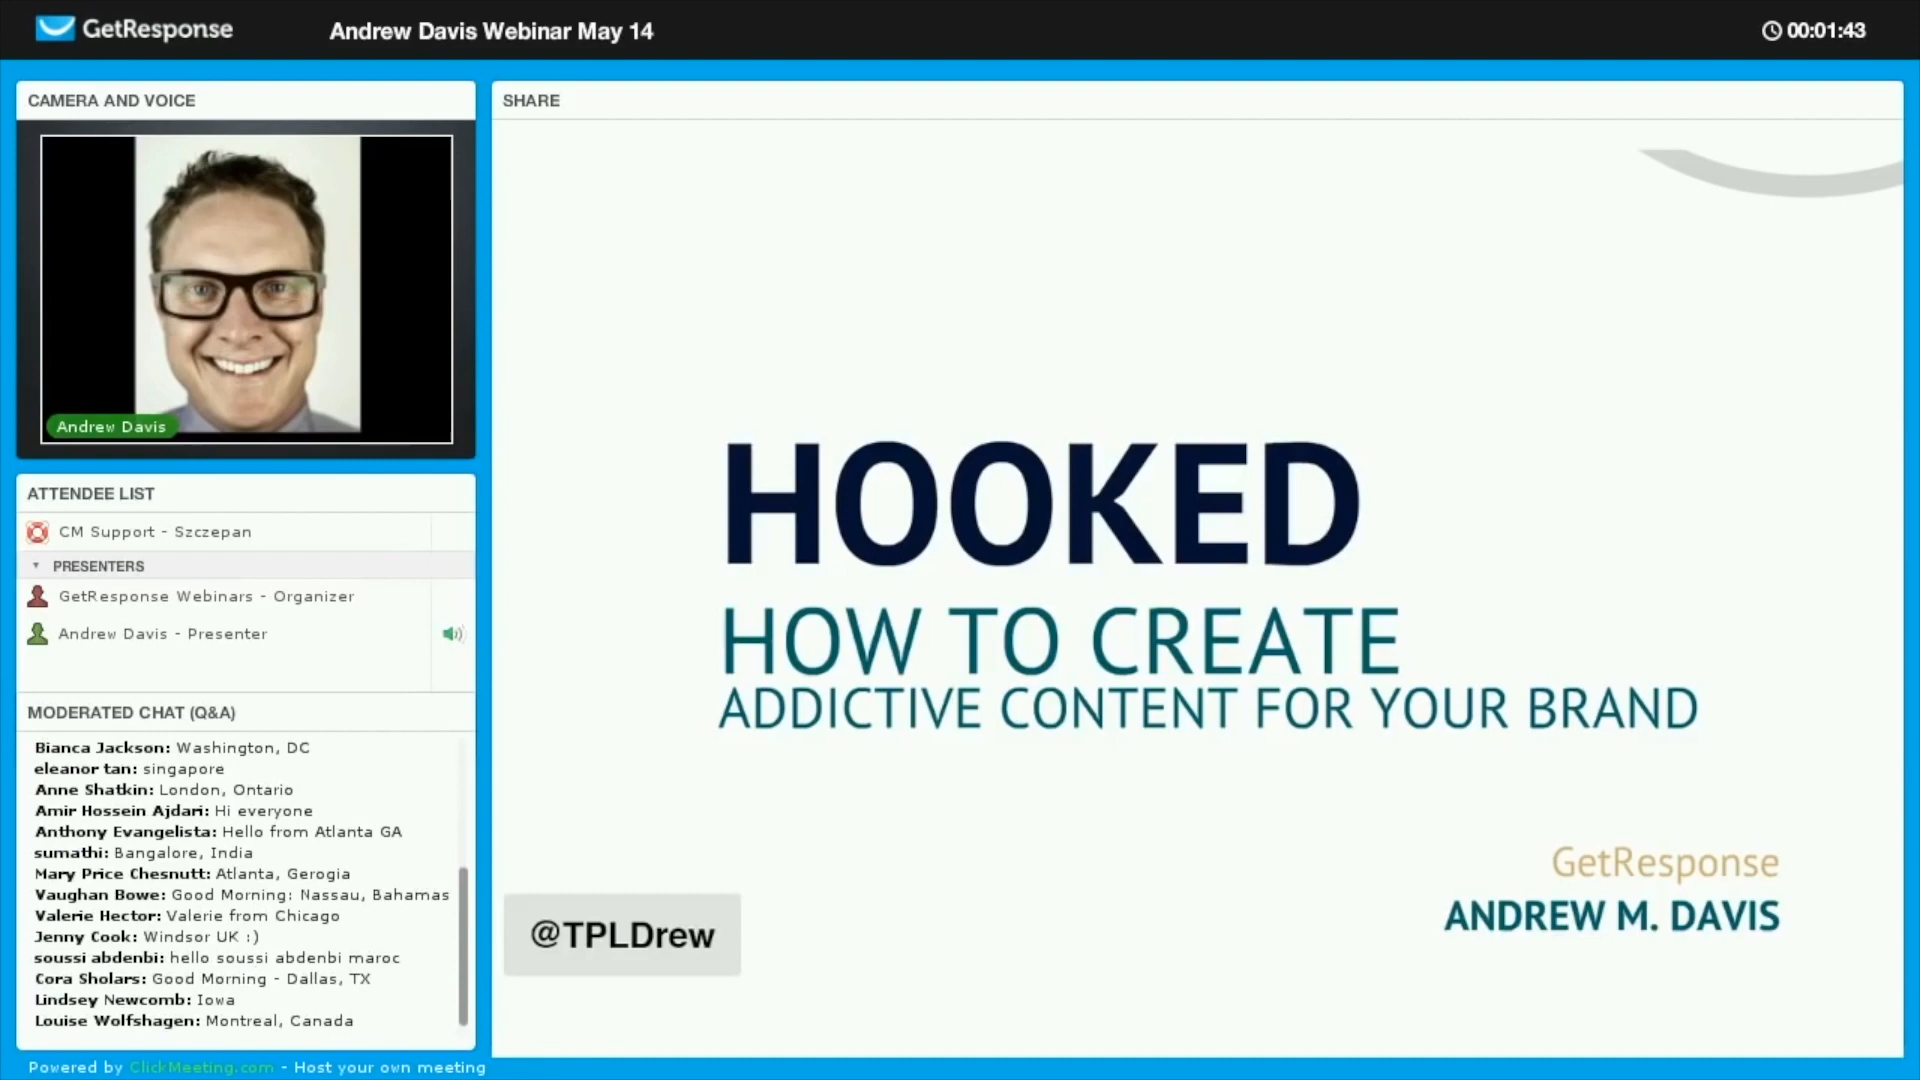 GetResponse
Andrew Davis Webinar May 14
00:01:43
CAMERA AND VOICE
Andrew Davis
ATTENDEE LIST
CM Support - Szczepan
PRESENTERS
GetResponse Webinars - Organizer
Andrew Davis - Presenter
MODERATED CHAT (Q&A)
Bianca Jackson: Washington, DC
eleanor tan: singapore
Anne Shatkin: London, Ontario
Amir Hossein Ajdari: Hi everyone
Anthony Evangelista: Hello from Atlanta GA
sumathi: Bangalore, India
Mary Price Chesnutt: Atlanta, Gerogia
Vaughan Bowe: Good Morning: Nassau, Bahamas
Valerie Hector: Valerie from Chicago
Jenny Cook: Windsor UK :)
soussi abdenbi: hello soussi abdenbi maroc
Cora Sholars: Good Morning - Dallas, TX
Lindsey Newcomb: Iowa
Louise Wolfshagen: Montreal, Canada
Powered by ClickMeeting.com - Host your own meeting
SHARE
HOOKED
HOW TO CREATE
ADDICTIVE CONTENT FOR YOUR BRAND
GetResponse
ANDREW M. DAVIS
@TPLDrew